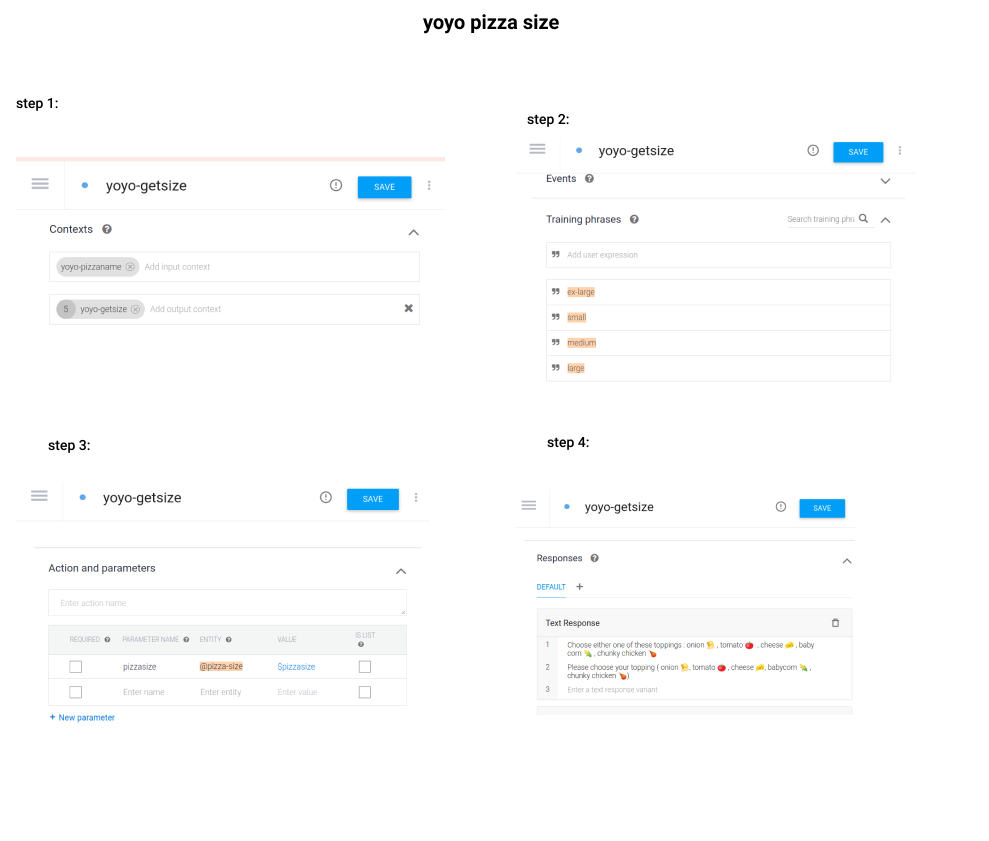 yoyo pizza size
step 1:
yoyo-getsize
SAVE
Contexts
yoyo-pizzaname Add input context
5 yoyo-getsize Add output context
step 2:
yoyo-getsize
SAVE
Events
Training phrases
Search training phr
Add user expression
ex-large
small
medium
large
step 3:
yoyo-getsize
SAVE
Action and parameters
Enter action name
REQUIRED PARAMETER NAME ENTITY VALUE IS LIST
pizzasize @pizza-size $pizzasize
Enter name Enter entity Enter value
+ New parameter
step 4:
yoyo-getsize
SAVE
Responses
DEFAULT +
Text Response
1 Choose either one of these toppings : onion 🧅 , tomato 🍅 , cheese 🧀 , baby
corn 🌽 , chunky chicken 🍗
2 Please choose your topping ( onion 🧅, tomato 🍅 , cheese 🧀, babycorn 🌽 ,
chunky chicken 🍗)
3 Enter a text response variant